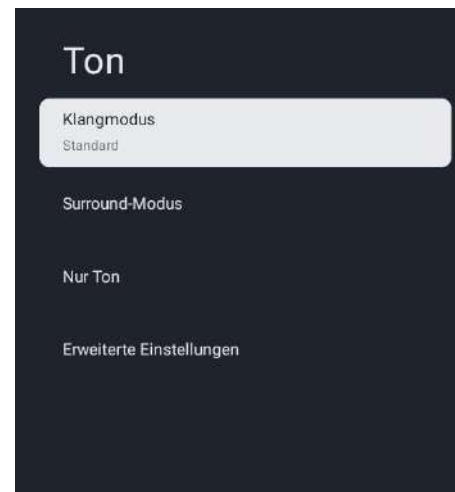 Ton
Klangmodus
Standard
Surround-Modus
Nur Ton
Erweiterte Einstellungen